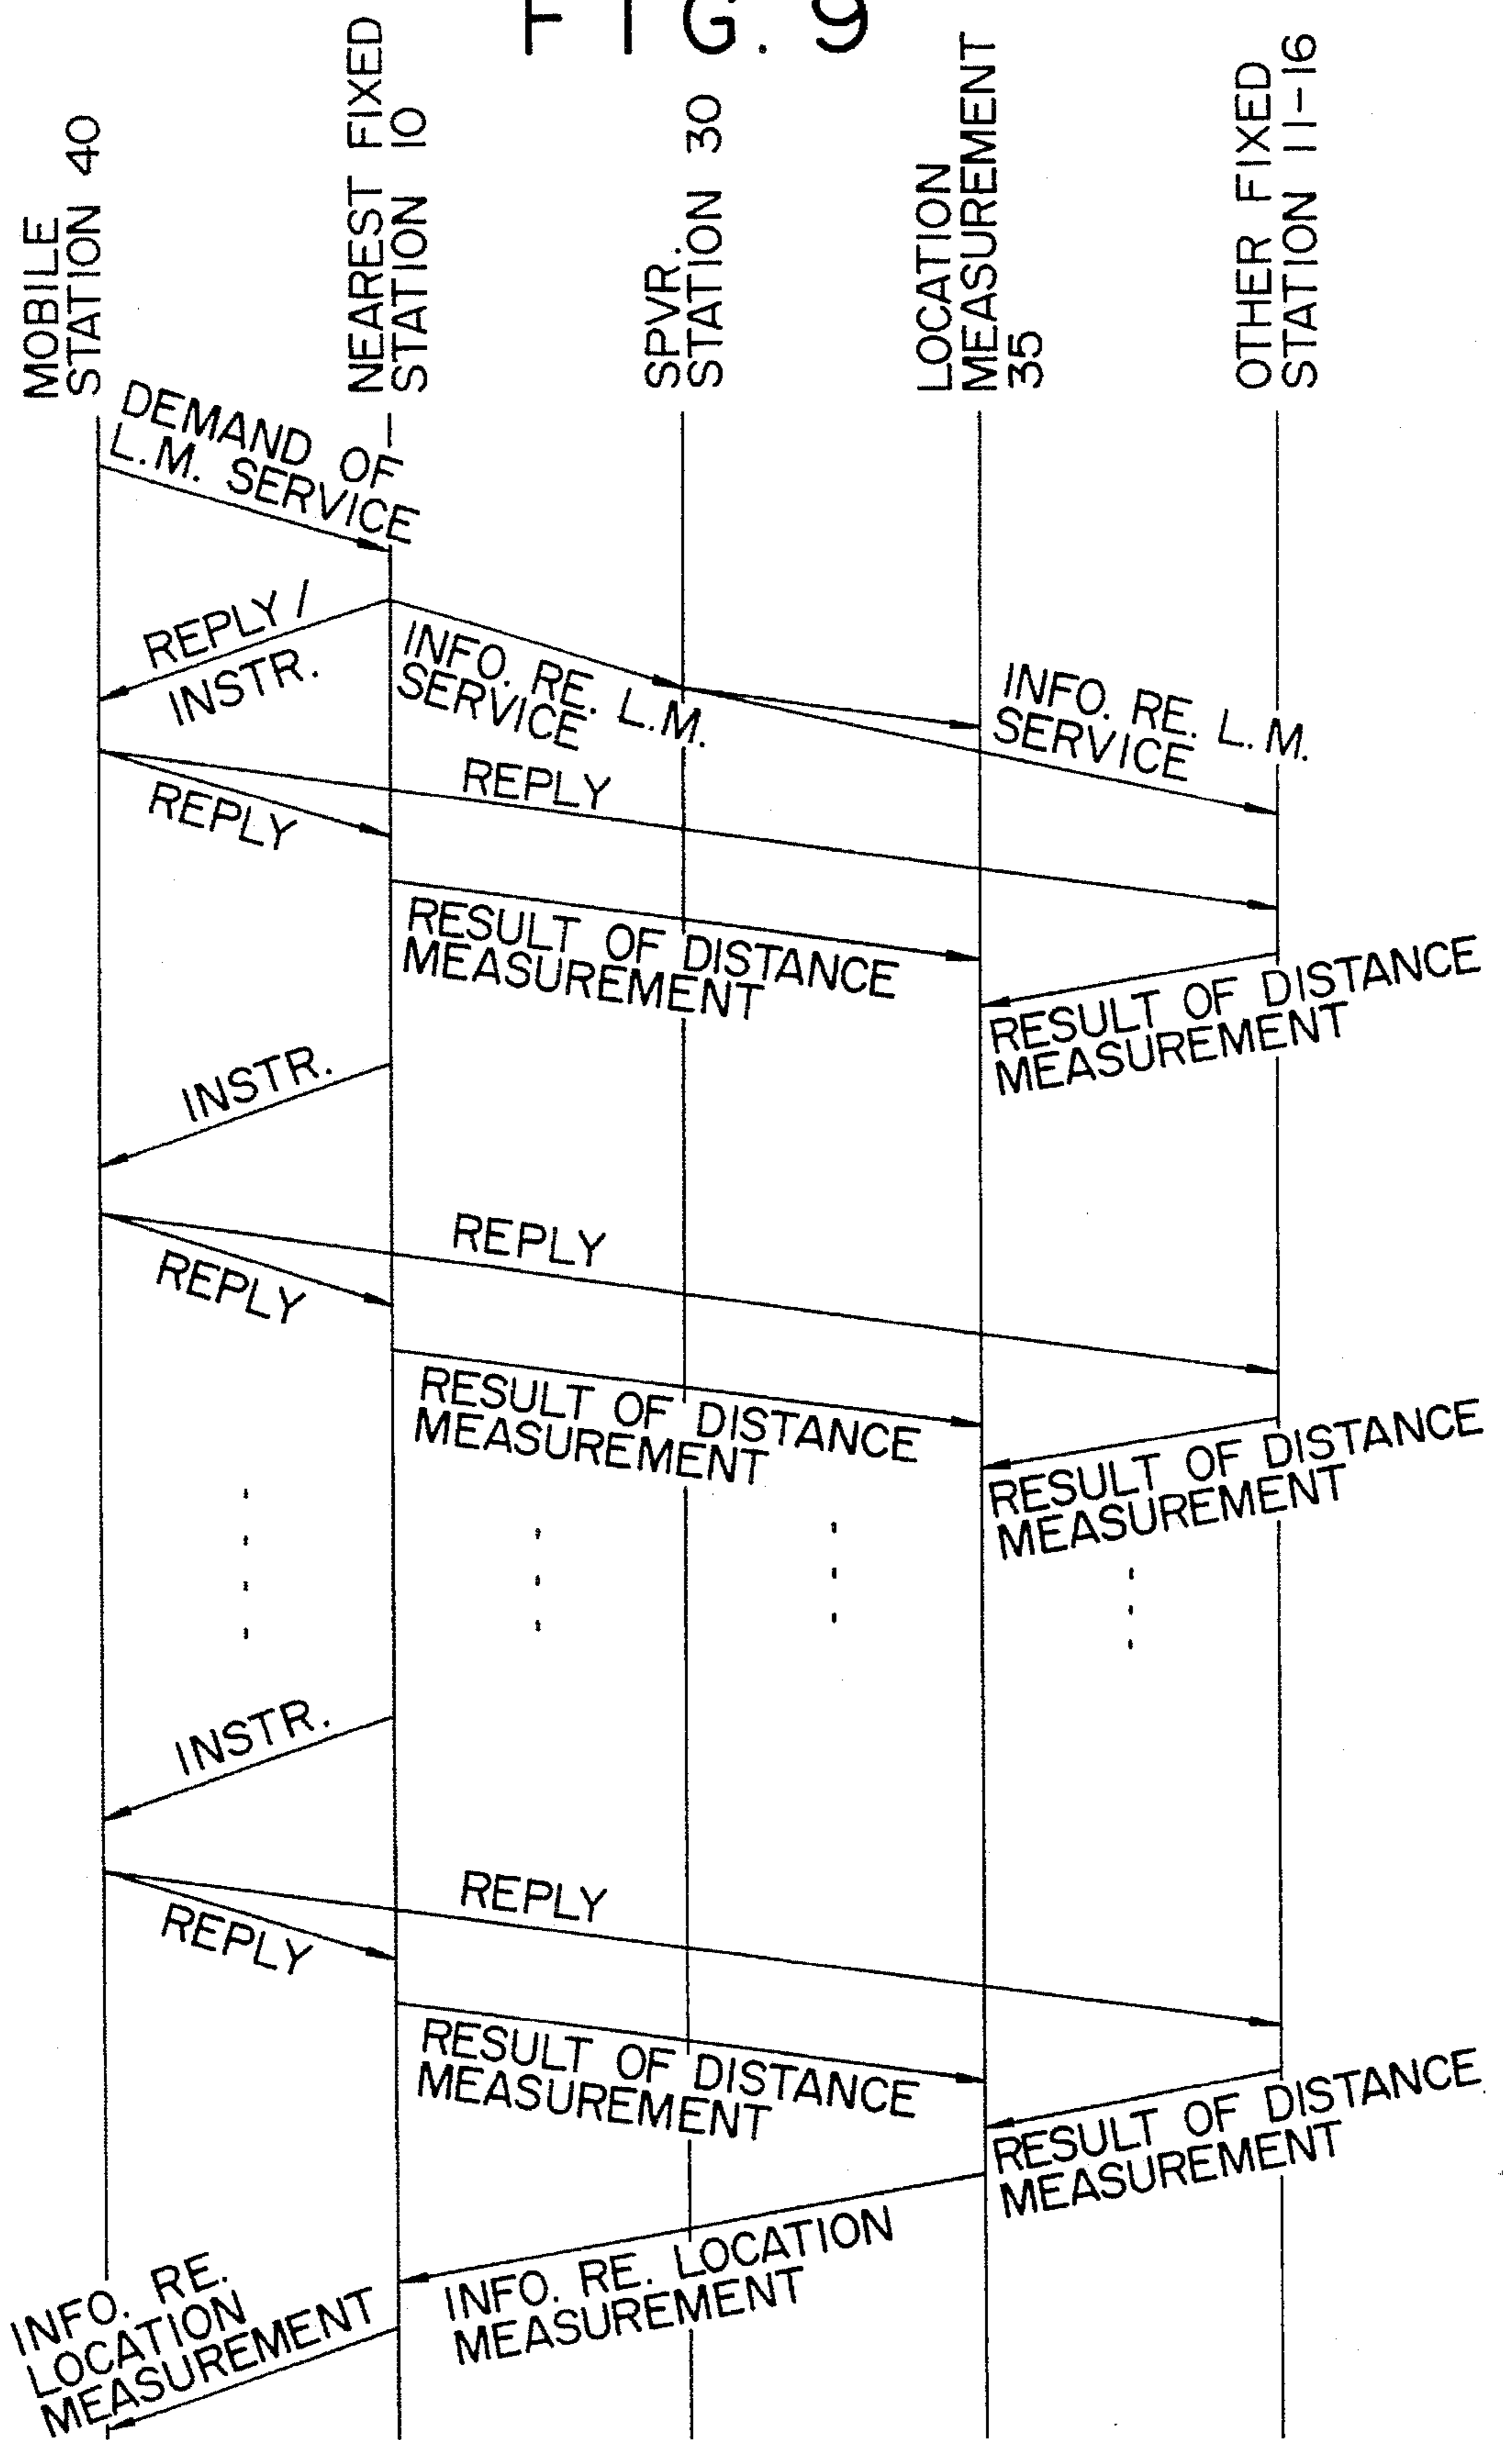 FIG. 9
MOBILE
STATION 40
NEAREST FIXED
STATION 10
SPVR.
STATION 30
LOCATION
MEASUREMENT
35
OTHER FIXED
STATION 11-16
DEMAND OF
L.M. SERVICE
REPLY /
INSTR.
INFO. RE. L.M.
SERVICE
INFO. RE. L.M.
SERVICE
REPLY
REPLY
RESULT OF DISTANCE
MEASUREMENT
RESULT OF DISTANCE
MEASUREMENT
INSTR.
REPLY
REPLY
RESULT OF DISTANCE
MEASUREMENT
RESULT OF DISTANCE
MEASUREMENT
INSTR.
REPLY
REPLY
RESULT OF DISTANCE
MEASUREMENT
RESULT OF DISTANCE
MEASUREMENT
INFO. RE. LOCATION
MEASUREMENT
INFO. RE.
LOCATION
MEASUREMENT